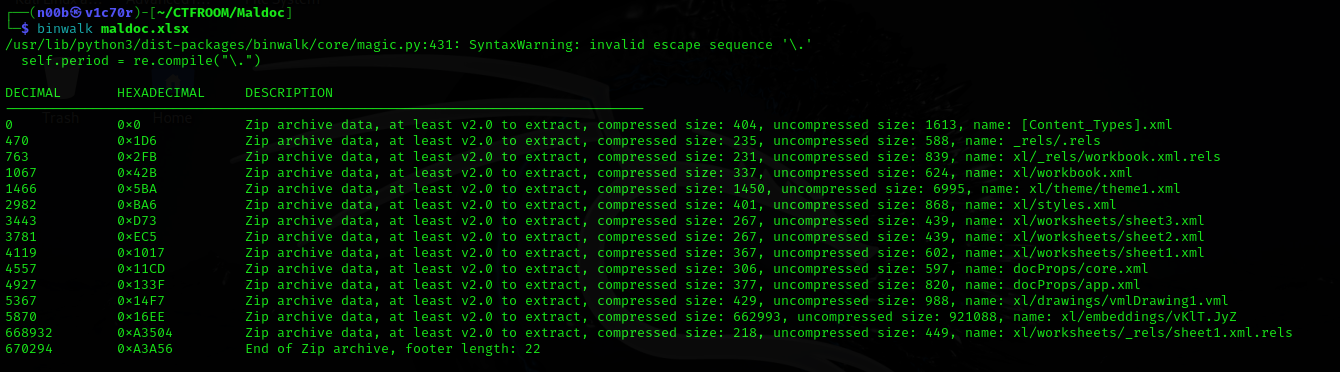 ┌──(n00b㉿v1c70r)-[~/CTFROOM/Maldoc]
└─$ binwalk maldoc.xlsx
/usr/lib/python3/dist-packages/binwalk/core/magic.py:431: SyntaxWarning: invalid escape sequence '\.'
  self.period = re.compile("\.")
DECIMAL       HEXADECIMAL     DESCRIPTION
--------------------------------------------------------------------------------
0             0×0             Zip archive data, at least v2.0 to extract, compressed size: 404, uncompressed size: 1613, name: [Content_Types].xml
470           0×1D6           Zip archive data, at least v2.0 to extract, compressed size: 235, uncompressed size: 588, name: _rels/.rels
763           0×2FB           Zip archive data, at least v2.0 to extract, compressed size: 231, uncompressed size: 839, name: xl/_rels/workbook.xml.rels
1067          0×42B           Zip archive data, at least v2.0 to extract, compressed size: 337, uncompressed size: 624, name: xl/workbook.xml
1466          0×5BA           Zip archive data, at least v2.0 to extract, compressed size: 1450, uncompressed size: 6995, name: xl/theme/theme1.xml
2982          0×BA6           Zip archive data, at least v2.0 to extract, compressed size: 401, uncompressed size: 868, name: xl/styles.xml
3443          0×D73           Zip archive data, at least v2.0 to extract, compressed size: 267, uncompressed size: 439, name: xl/worksheets/sheet3.xml
3781          0×EC5           Zip archive data, at least v2.0 to extract, compressed size: 267, uncompressed size: 439, name: xl/worksheets/sheet2.xml
4119          0×1017          Zip archive data, at least v2.0 to extract, compressed size: 367, uncompressed size: 602, name: xl/worksheets/sheet1.xml
4557          0×11CD          Zip archive data, at least v2.0 to extract, compressed size: 306, uncompressed size: 597, name: docProps/core.xml
4927          0×133F          Zip archive data, at least v2.0 to extract, compressed size: 377, uncompressed size: 820, name: docProps/app.xml
5367          0×14F7          Zip archive data, at least v2.0 to extract, compressed size: 429, uncompressed size: 988, name: xl/drawings/vmlDrawing1.vml
5870          0×16EE          Zip archive data, at least v2.0 to extract, compressed size: 662993, uncompressed size: 921088, name: xl/embeddings/vKlT.JyZ
668932        0×A3504         Zip archive data, at least v2.0 to extract, compressed size: 218, uncompressed size: 449, name: xl/worksheets/_rels/sheet1.xml.rels
670294        0×A3A56         End of Zip archive, footer length: 22
Trash
Home